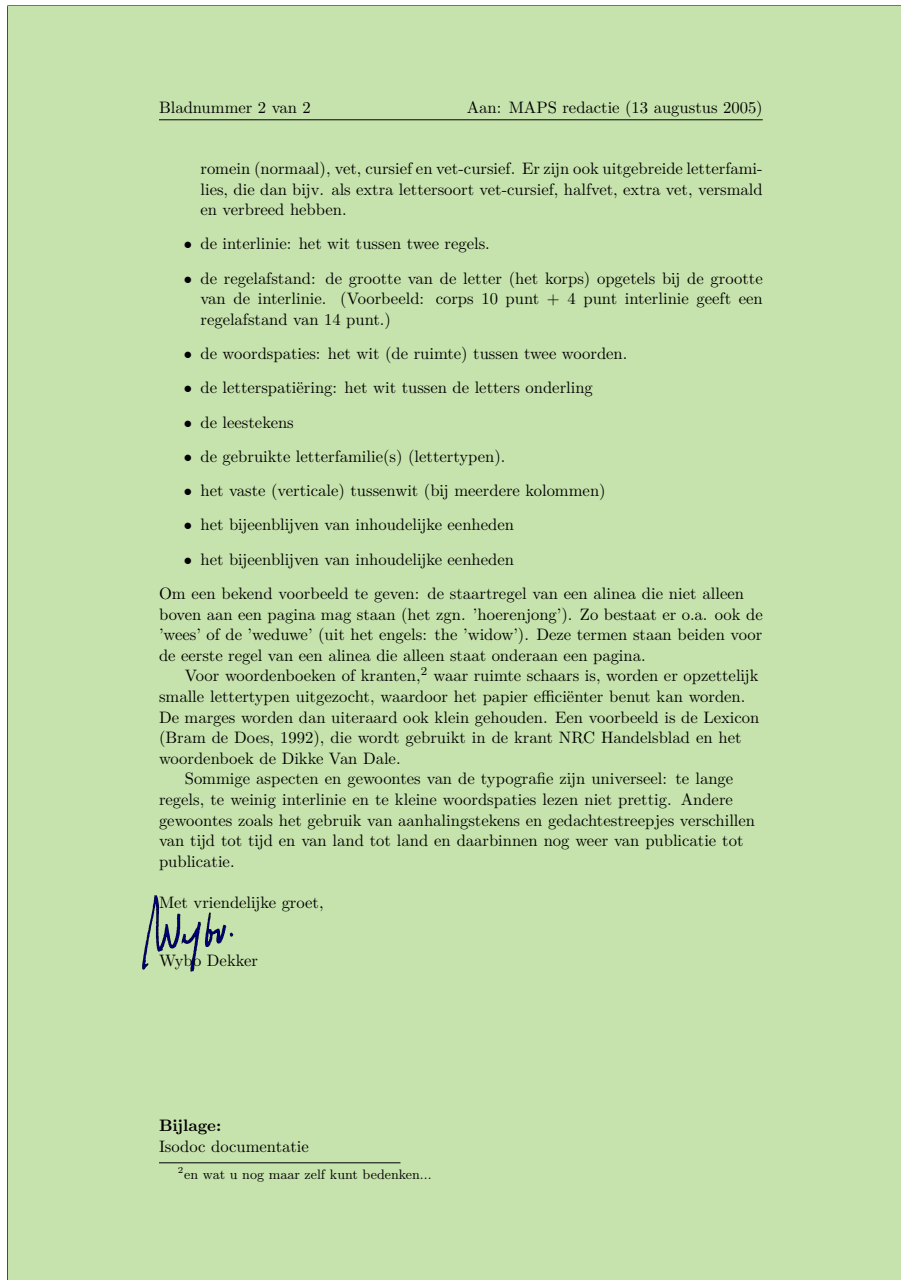 Bladnummer 2 van 2 Aan: MAPS redactie (13 augustus 2005)
romein (normaal), vet, cursief en vet-cursief. Er zijn ook uitgebreide letterfami-
lies, die dan bijv. als extra lettersoort vet-cursief, halfvet, extra vet, versmald
en verbreed hebben.
• de interlinie: het wit tussen twee regels.
• de regelafstand: de grootte van de letter (het korps) opgetels bij de grootte
van de interlinie. (Voorbeeld: corps 10 punt + 4 punt interlinie geeft een
regelafstand van 14 punt.)
• de woordspaties: het wit (de ruimte) tussen twee woorden.
• de letterspatiëring: het wit tussen de letters onderling
• de leestekens
• de gebruikte letterfamilie(s) (lettertypen).
• het vaste (verticale) tussenwit (bij meerdere kolommen)
• het bijeenblijven van inhoudelijke eenheden
• het bijeenblijven van inhoudelijke eenheden
Om een bekend voorbeeld te geven: de staartregel van een alinea die niet alleen
boven aan een pagina mag staan (het zgn. 'hoerenjong'). Zo bestaat er o.a. ook de
'wees' of de 'weduwe' (uit het engels: the 'widow'). Deze termen staan beiden voor
de eerste regel van een alinea die alleen staat onderaan een pagina.
Voor woordenboeken of kranten,² waar ruimte schaars is, worden er opzettelijk
smalle lettertypen uitgezocht, waardoor het papier efficiënter benut kan worden.
De marges worden dan uiteraard ook klein gehouden. Een voorbeeld is de Lexicon
(Bram de Does, 1992), die wordt gebruikt in de krant NRC Handelsblad en het
woordenboek de Dikke Van Dale.
Sommige aspecten en gewoontes van de typografie zijn universeel: te lange
regels, te weinig interlinie en te kleine woordspaties lezen niet prettig. Andere
gewoontes zoals het gebruik van aanhalingstekens en gedachtestreepjes verschillen
van tijd tot tijd en van land tot land en daarbinnen nog weer van publicatie tot
publicatie.
Met vriendelijke groet,
Wybo.
Wybo Dekker
Bijlage:
Isodoc documentatie
²en wat u nog maar zelf kunt bedenken...